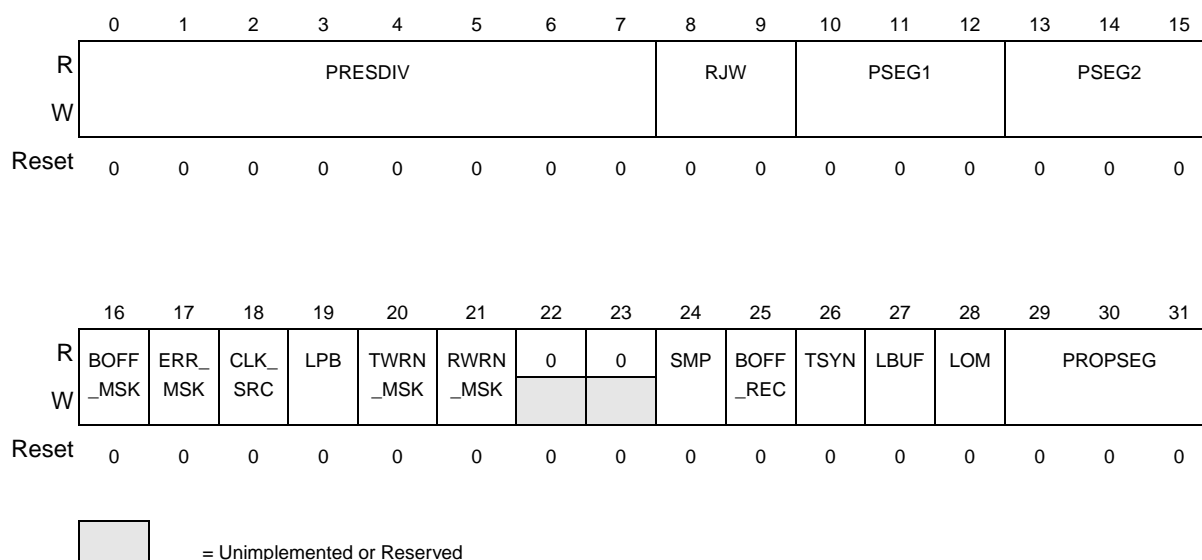 0 1 2 3 4 5 6 7 8 9 10 11 12 13 14 15
R PRESDIV RJW PSEG1 PSEG2
W
Reset 0 0 0 0 0 0 0 0 0 0 0 0 0 0 0 0
16 17 18 19 20 21 22 23 24 25 26 27 28 29 30 31
R BOFF ERR_ CLK_ LPB TWRN RWRN 0 0 SMP BOFF TSYN LBUF LOM PROPSEG
W _MSK MSK SRC _MSK _MSK _REC
Reset 0 0 0 0 0 0 0 0 0 0 0 0 0 0 0 0
= Unimplemented or Reserved